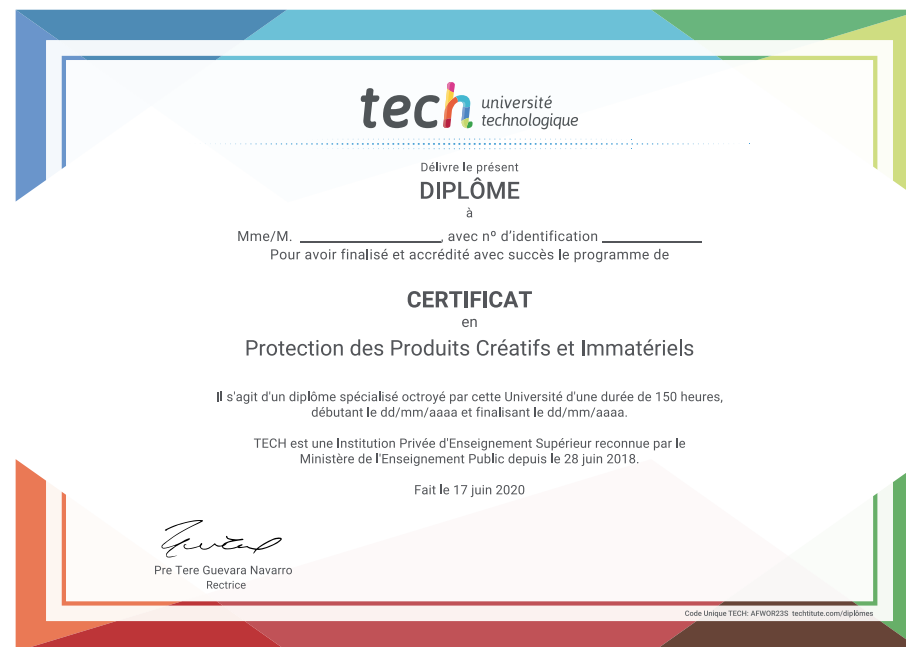 tech université
technologique
Délivre le présent
DIPLÔME
à
Mme/M. ____________________, avec nº d'identification ______________
Pour avoir finalisé et accrédité avec succès le programme de
CERTIFICAT
en
Protection des Produits Créatifs et Immatériels
Il s'agit d'un diplôme spécialisé octroyé par cette Université d'une durée de 150 heures,
débutant le dd/mm/aaaa et finalisant le dd/mm/aaaa.
TECH est une Institution Privée d'Enseignement Supérieur reconnue par le
Ministère de l'Enseignement Public depuis le 28 juin 2018.
Fait le 17 juin 2020
Pre Tere Guevara Navarro
Rectrice
Code Unique TECH: AFWOR23S techtitute.com/diplômes